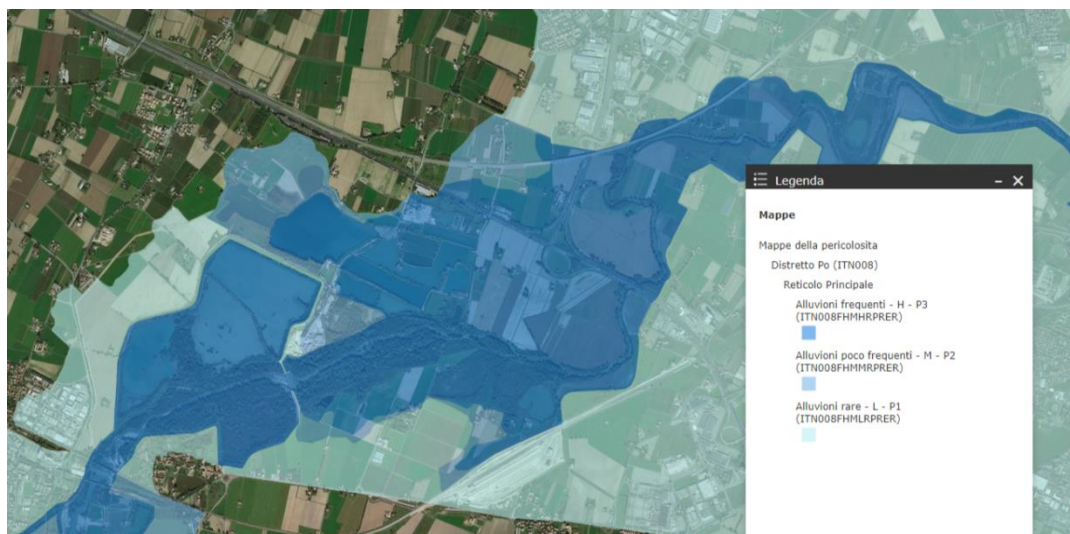 Legenda
Mappe
Mappe della pericolosita
Distretto Po (ITN008)
Reticolo Principale
Alluvioni frequenti - H - P3
(ITN008FHMHRPRER)
Alluvioni poco frequenti - M - P2
(ITN008FHMMRPRER)
Alluvioni rare - L - P1
(ITN008FHMLRPRER)